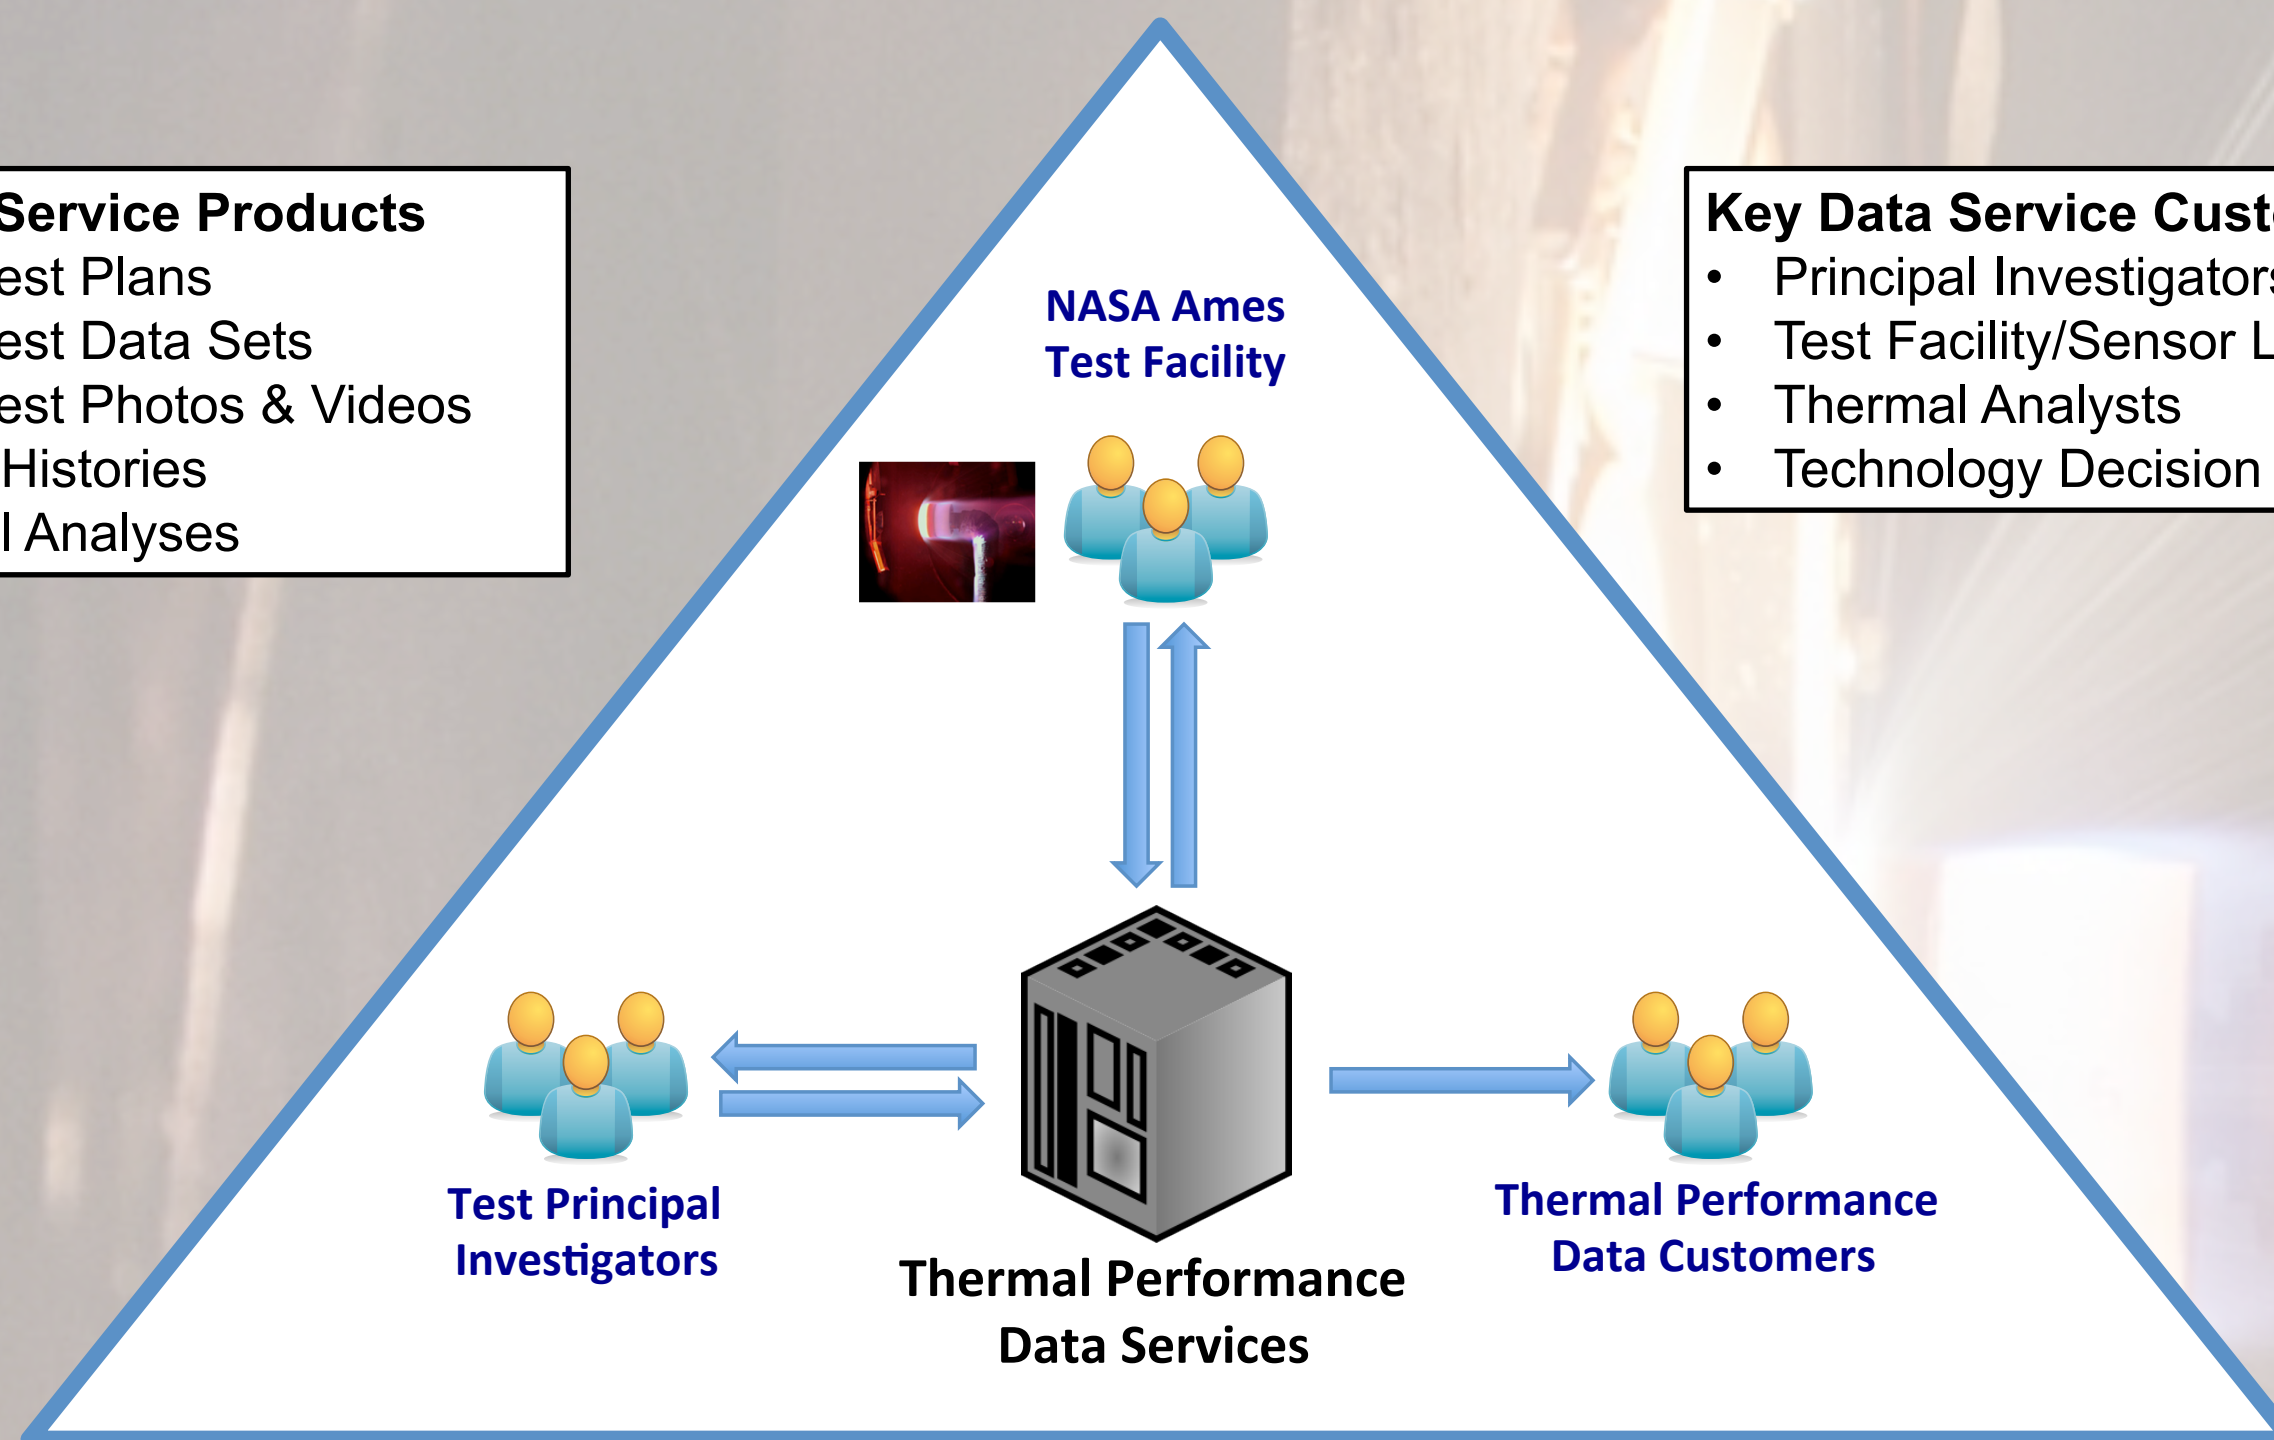 Service Products
est Plans
est Data Sets
est Photos & Videos
Histories
l Analyses
Key Data Service Custo
• Principal Investigators
• Test Facility/Sensor L
• Thermal Analysts
• Technology Decision
NASA Ames
Test Facility
Test Principal
Investigators
Thermal Performance
Data Services
Thermal Performance
Data Customers